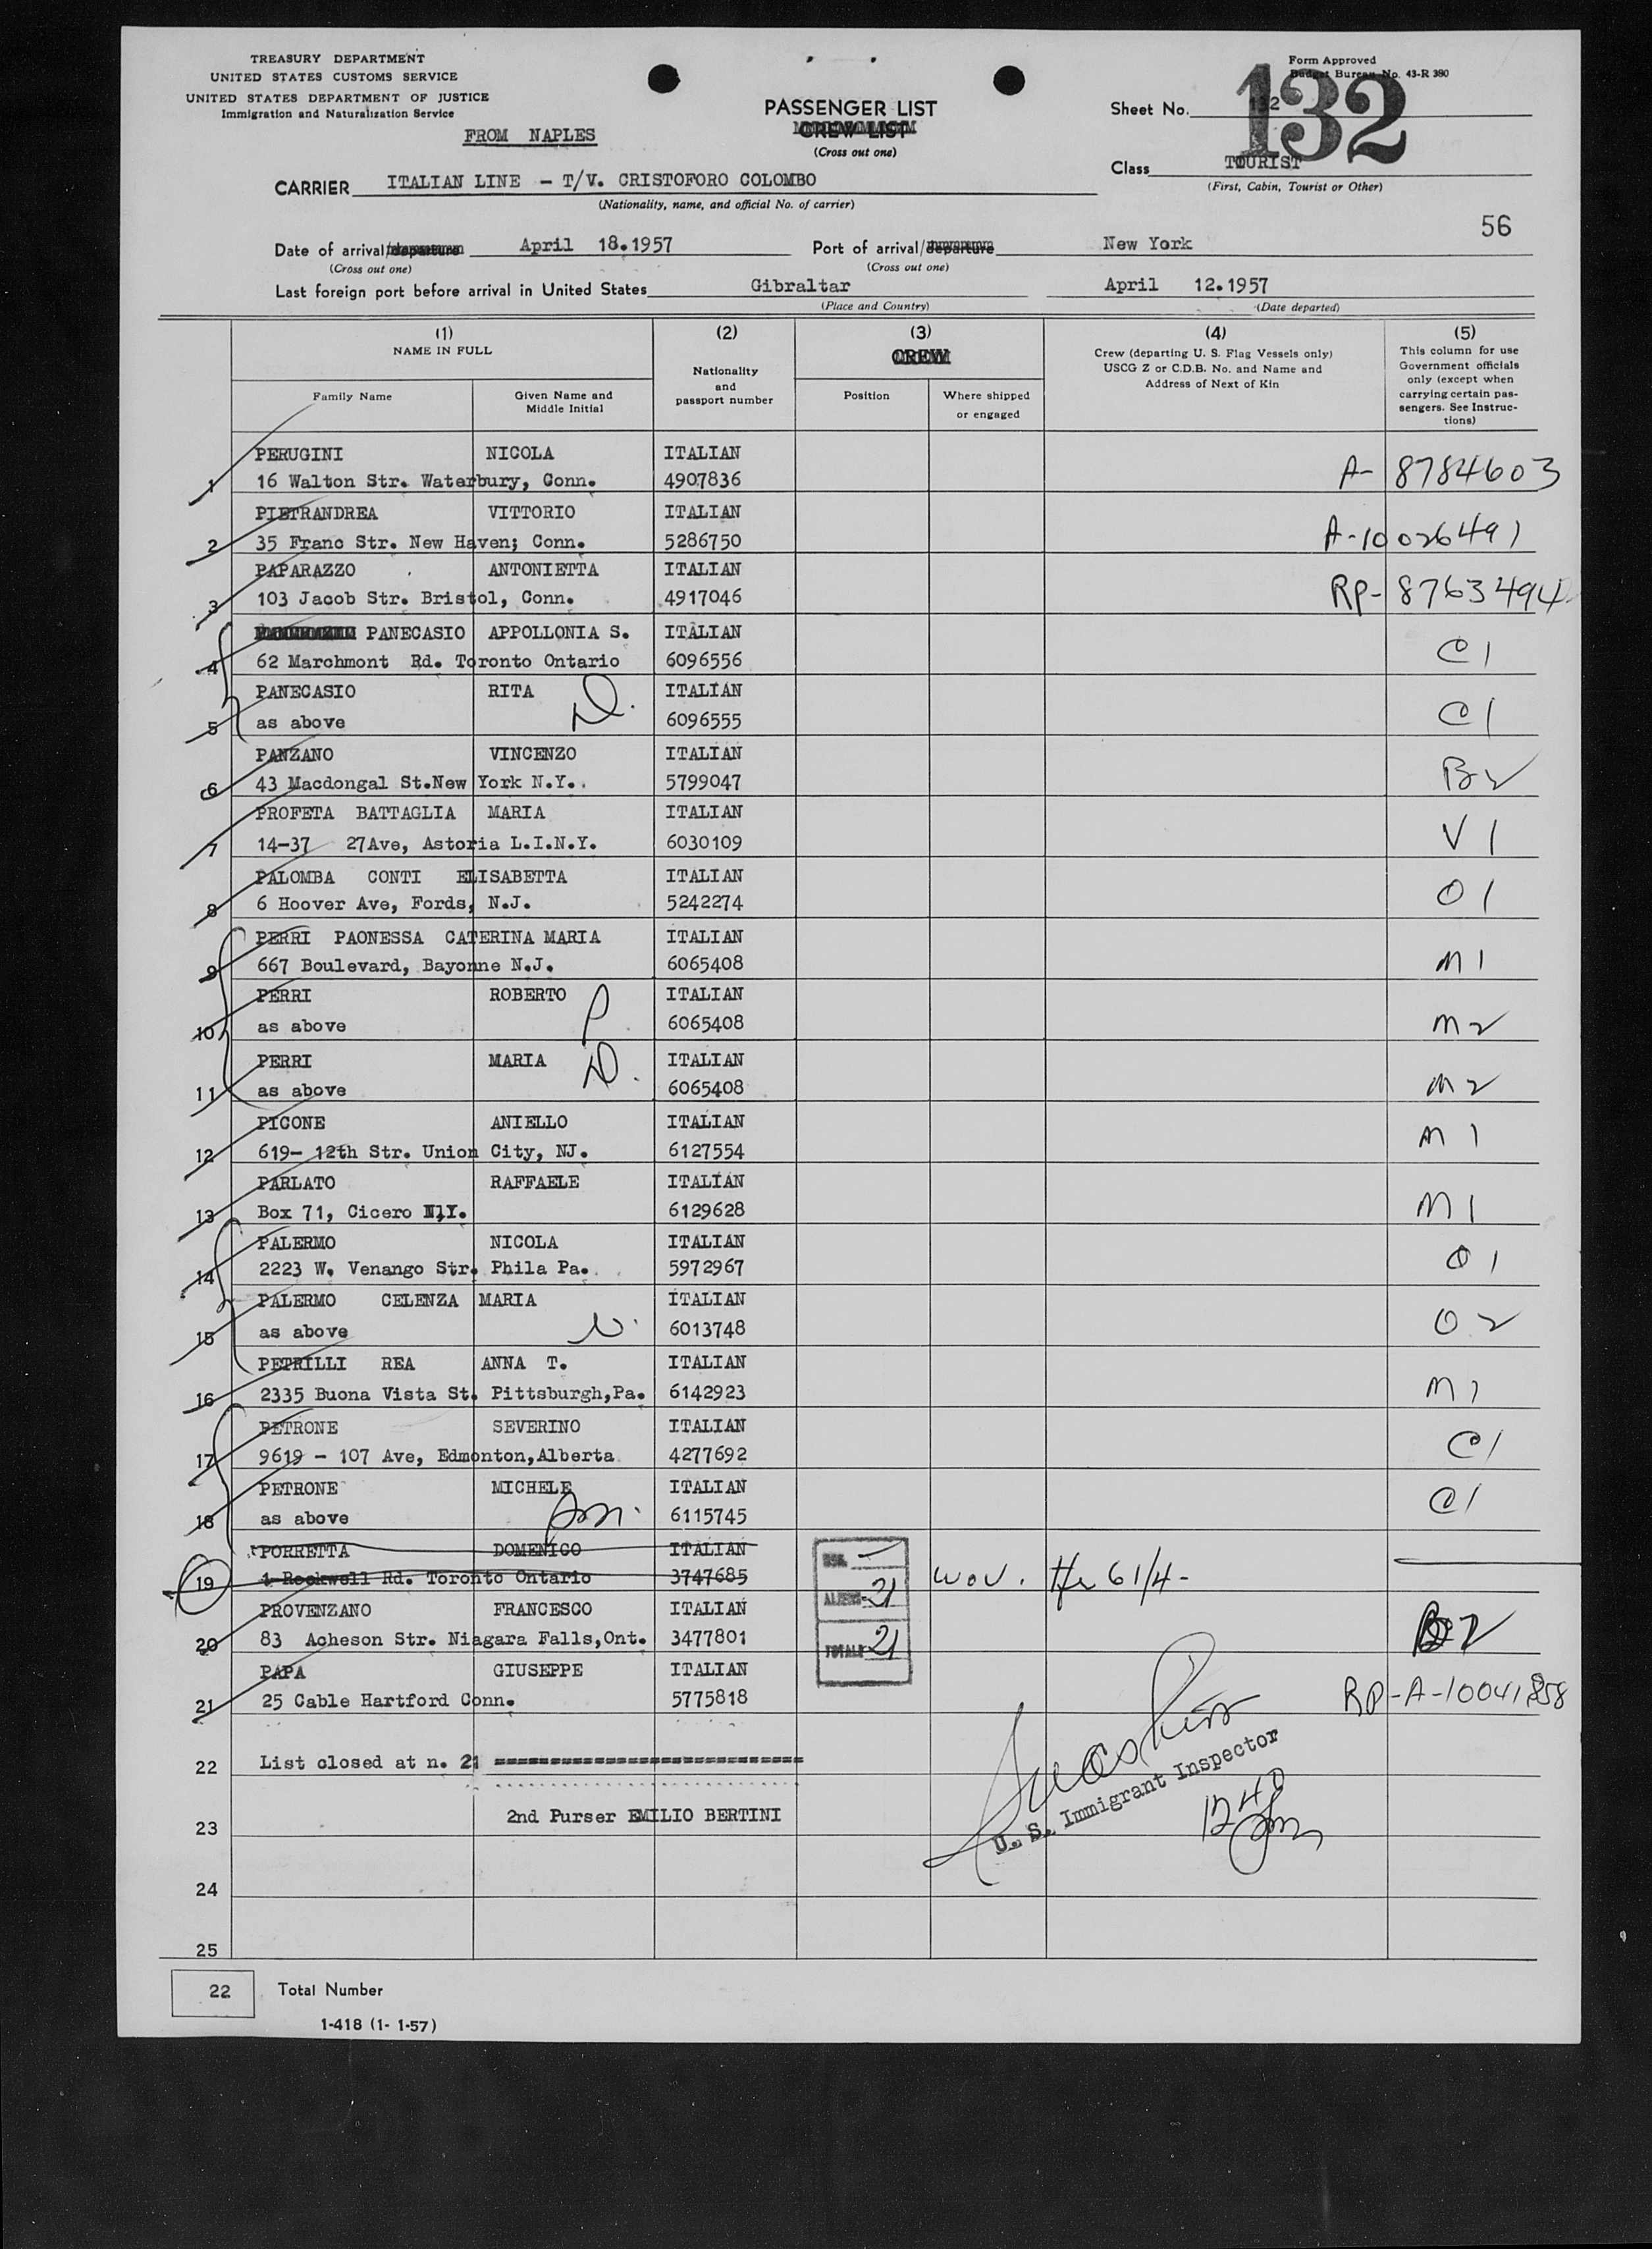 TREASURY DEPARTMENT
UNITED STATES CUSTOMS SERVICE
UNITED STATES DEPARTMENT OF JUSTICE
Immigration and Naturalization Service
FROM NAPLES
PASSENGER LIST
CREW LIST
(Cross out one)
Form Approved
Budget Bureau No. 43-R 390
Sheet No. 132
132
Class TOURIST
(First, Cabin, Tourist or Other)
CARRIER ITALIAN LINE - T/V. CRISTOFORO COLOMBO
(Nationality, name, and official No. of carrier)
56
Date of arrival/departure April 18.1957 Port of arrival/departure New York
(Cross out one) (Cross out one)
Last foreign port before arrival in United States Gibraltar April 12.1957
(Place and Country) (Date departed)
(1) (2) (3) (4) (5)
NAME IN FULL
Family Name
Given Name and
Middle Initial
Nationality
and
passport number
CREW
Position
Where shipped
or engaged
Crew (departing U. S. Flag Vessels only)
USCG Z or C.D.B. No. and Name and
Address of Next of Kin
This column for use
Government officials
only (except when
carrying certain pas-
sengers. See Instruc-
tions)
PERUGINI NICOLA ITALIAN
1 16 Walton Str. Waterbury, Conn. 4907836 A- 8784603
PIETRANDREA VITTORIO ITALIAN
2 35 Franc Str. New Haven; Conn. 5286750 A-10026491
PAPARAZZO ANTONIETTA ITALIAN
3 103 Jacob Str. Bristol, Conn. 4917046 RP- 8763494
PANECASIO APPOLLONIA S. ITALIAN
4 62 Marchmont Rd. Toronto Ontario 6096556 C1
PANECASIO RITA D. ITALIAN
5 as above 6096555 C1
PANZANO VINCENZO ITALIAN
6 43 Macdongal St.New York N.Y. 5799047 B2
PROFETA BATTAGLIA MARIA ITALIAN
7 14-37 27Ave, Astoria L.I.N.Y. 6030109 V1
PALOMBA CONTI ELISABETTA ITALIAN
8 6 Hoover Ave, Fords, N.J. 5242274 O1
PERRI PAONESSA CATERINA MARIA ITALIAN
9 667 Boulevard, Bayonne N.J. 6065408 M1
PERRI ROBERTO ITALIAN
10 as above 6065408 M2
PERRI MARIA D. ITALIAN
11 as above 6065408 M2
PICONE ANIELLO ITALIAN
12 619- 12th Str. Union City, NJ. 6127554 M1
PARLATO RAFFAELE ITALIAN
13 Box 71, Cicero N.Y. 6129628 M1
PALERMO NICOLA ITALIAN
14 2223 W. Venango Str. Phila Pa. 5972967 O1
PALERMO CELENZA MARIA ITALIAN
15 as above 6013748 O2
PETRILLI REA ANNA T. ITALIAN
16 2335 Buona Vista St. Pittsburgh,Pa. 6142923 M1
PETRONE SEVERINO ITALIAN
17 9619 - 107 Ave, Edmonton,Alberta 4277692 C1
PETRONE MICHELE ITALIAN
18 as above 6115745 C1
PORRETTA DOMENICO ITALIAN
19 1 Rockwell Rd. Toronto Ontario 3747685
ALIENS 21
PROVENZANO FRANCESCO ITALIAN
20 83 Acheson Str. Niagara Falls,Ont. 3477801 TOTALS 21 B2
PAPA GIUSEPPE ITALIAN
21 25 Cable Hartford Conn. 5775818 RP-A-10041858
22 List closed at n. 21 ============================
2nd Purser EMILIO BERTINI
U. S. Immigrant Inspector
23
24
25
22 Total Number
1-418 (1- 1-57)